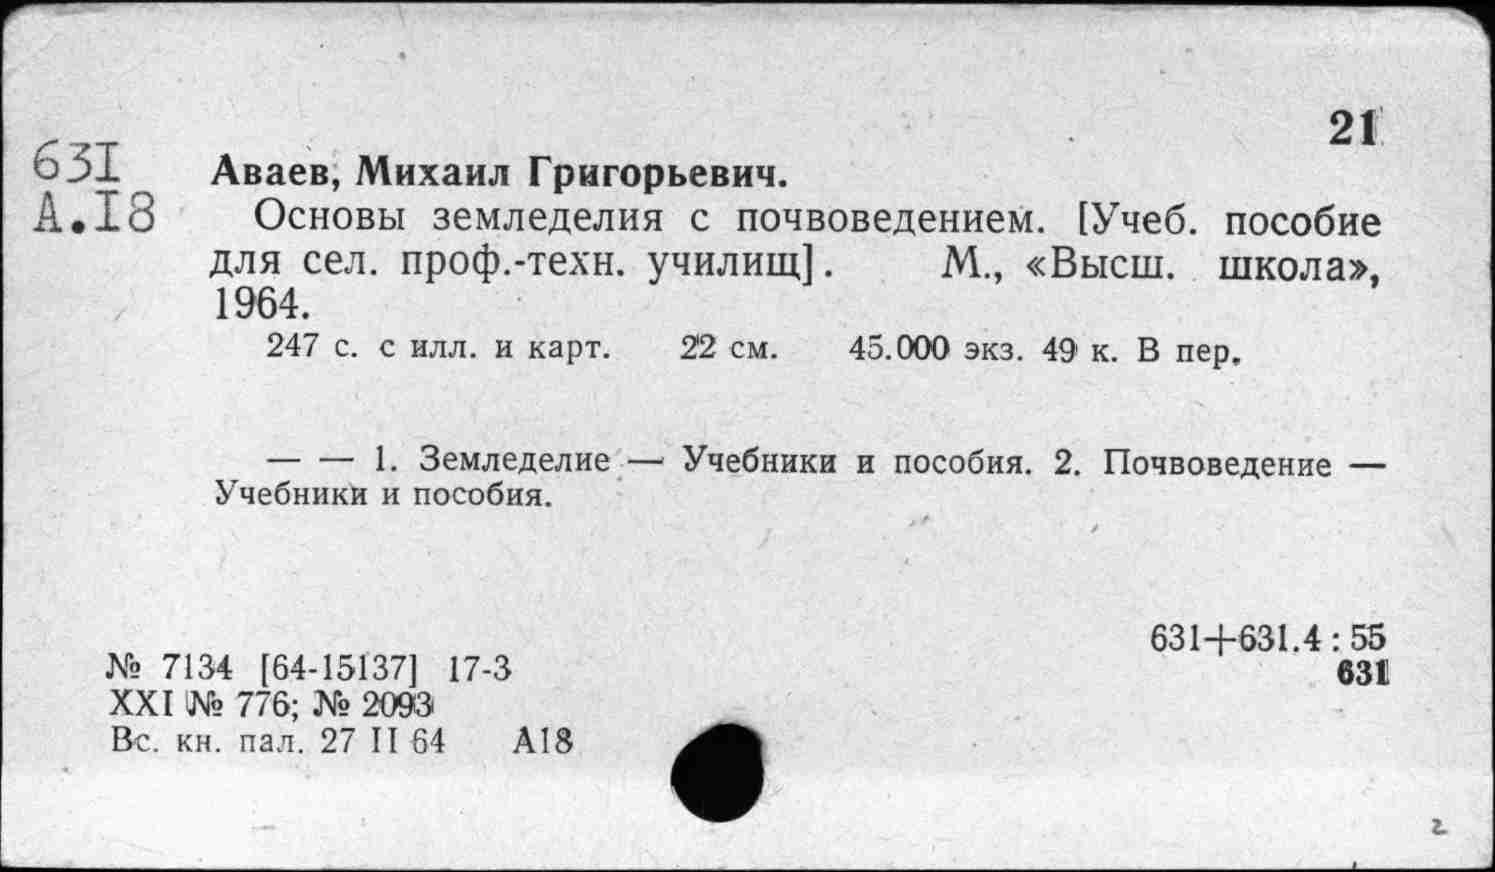 21
631 Аваев, Михаил Григорьевич.
А.I8 Основы земледелия с почвоведением. [Учеб. пособие
для сел. проф.-техн. училищ]. М., «Высш. школа»,
1964.
247 с. с илл. и карт. 22 см. 45.000 экз. 49 к. В пер.
— — 1. Земледелие — Учебники и пособия. 2. Почвоведение —
Учебники и пособия.
631+631.4 : 55
№ 7134 [64-15137] 17-3 631
XXI № 776; № 2093
Вс. кн. пал. 27 II 64 А18
г